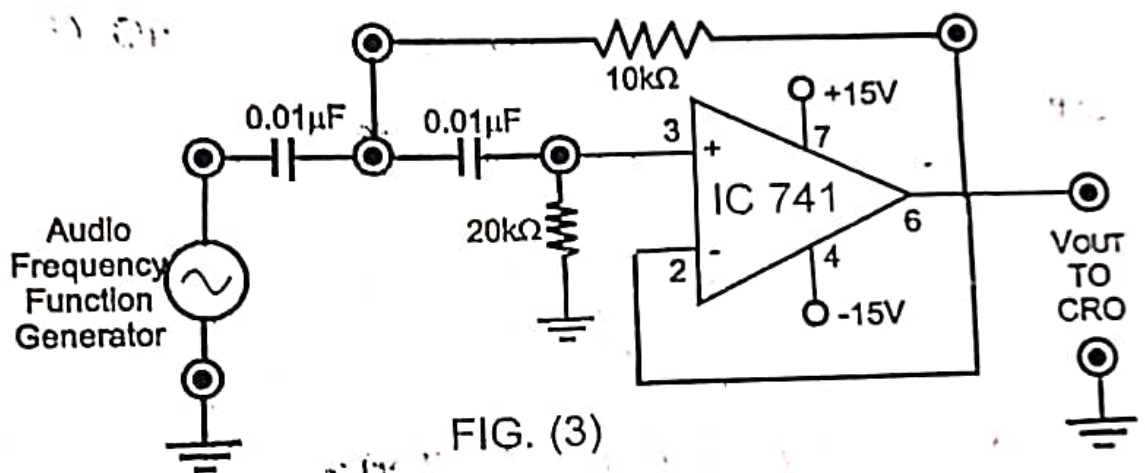 10kΩ
0.01μF
0.01μF
+15V
3
7
+
IC 741
6
20kΩ
2
-
4
-15V
Audio
Frequency
Function
Generator
VOUT
TO
CRO
FIG. (3)